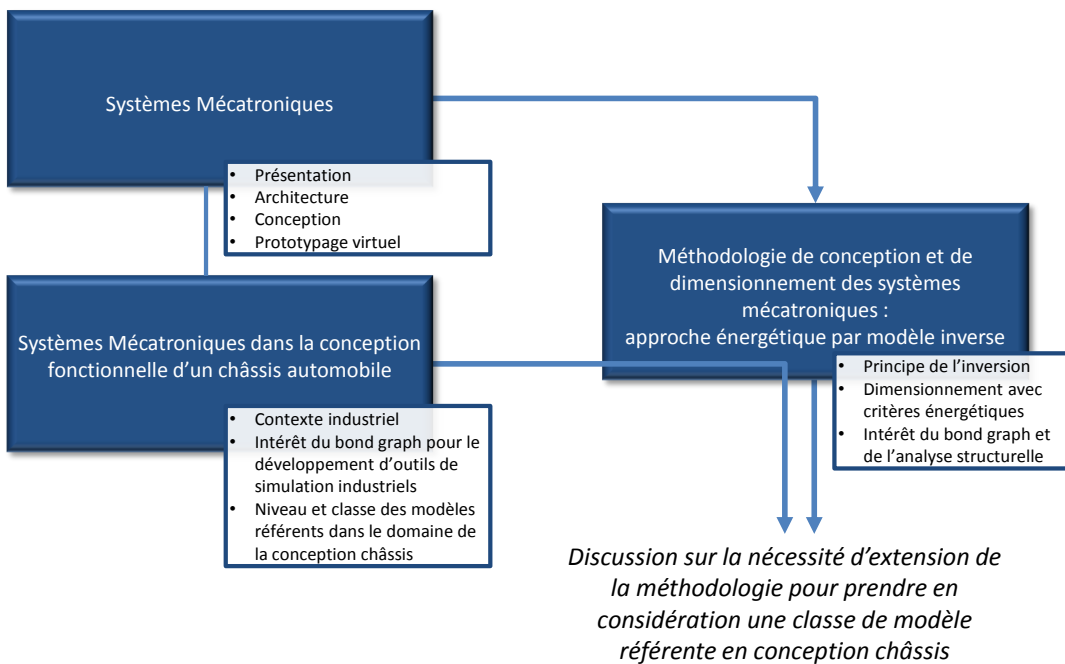 Systèmes Mécatroniques
• Présentation
• Architecture
• Conception
• Prototypage virtuel
Systèmes Mécatroniques dans la conception
fonctionnelle d’un châssis automobile
• Contexte industriel
• Intérêt du bond graph pour le
développement d’outils de
simulation industriels
• Niveau et classe des modèles
référents dans le domaine de
la conception châssis
Méthodologie de conception et de
dimensionnement des systèmes
mécatroniques :
approche énergétique par modèle inverse
• Principe de l’inversion
• Dimensionnement avec
critères énergétiques
• Intérêt du bond graph et
de l’analyse structurelle
Discussion sur la nécessité d’extension de
la méthodologie pour prendre en
considération une classe de modèle
référente en conception châssis